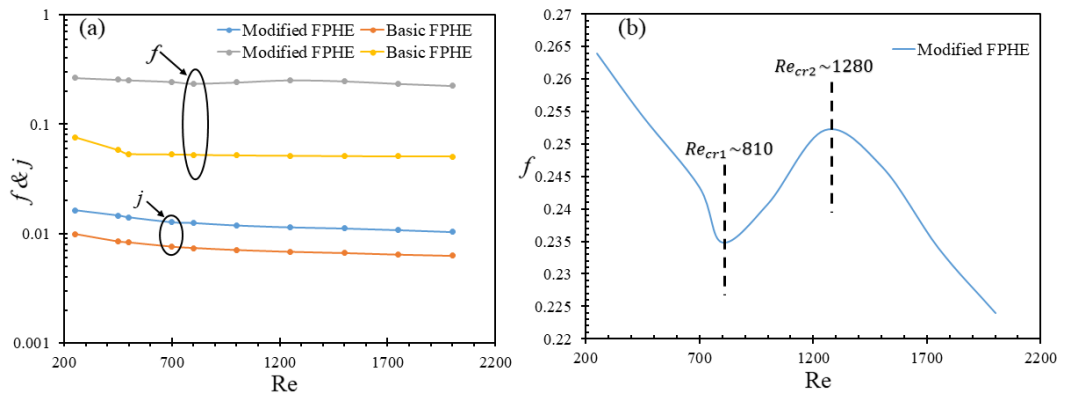 (a)
Modified FPHE
Basic FPHE
Modified FPHE
Basic FPHE
f
j
1
0.1
0.01
0.001
f & j
200
700
1200
1700
2200
Re
(b)
Modified FPHE
Re_cr2~1280
Re_cr1~810
0.27
0.265
0.26
0.255
0.25
0.245
0.24
0.235
0.23
0.225
0.22
f
200
700
1200
1700
2200
Re